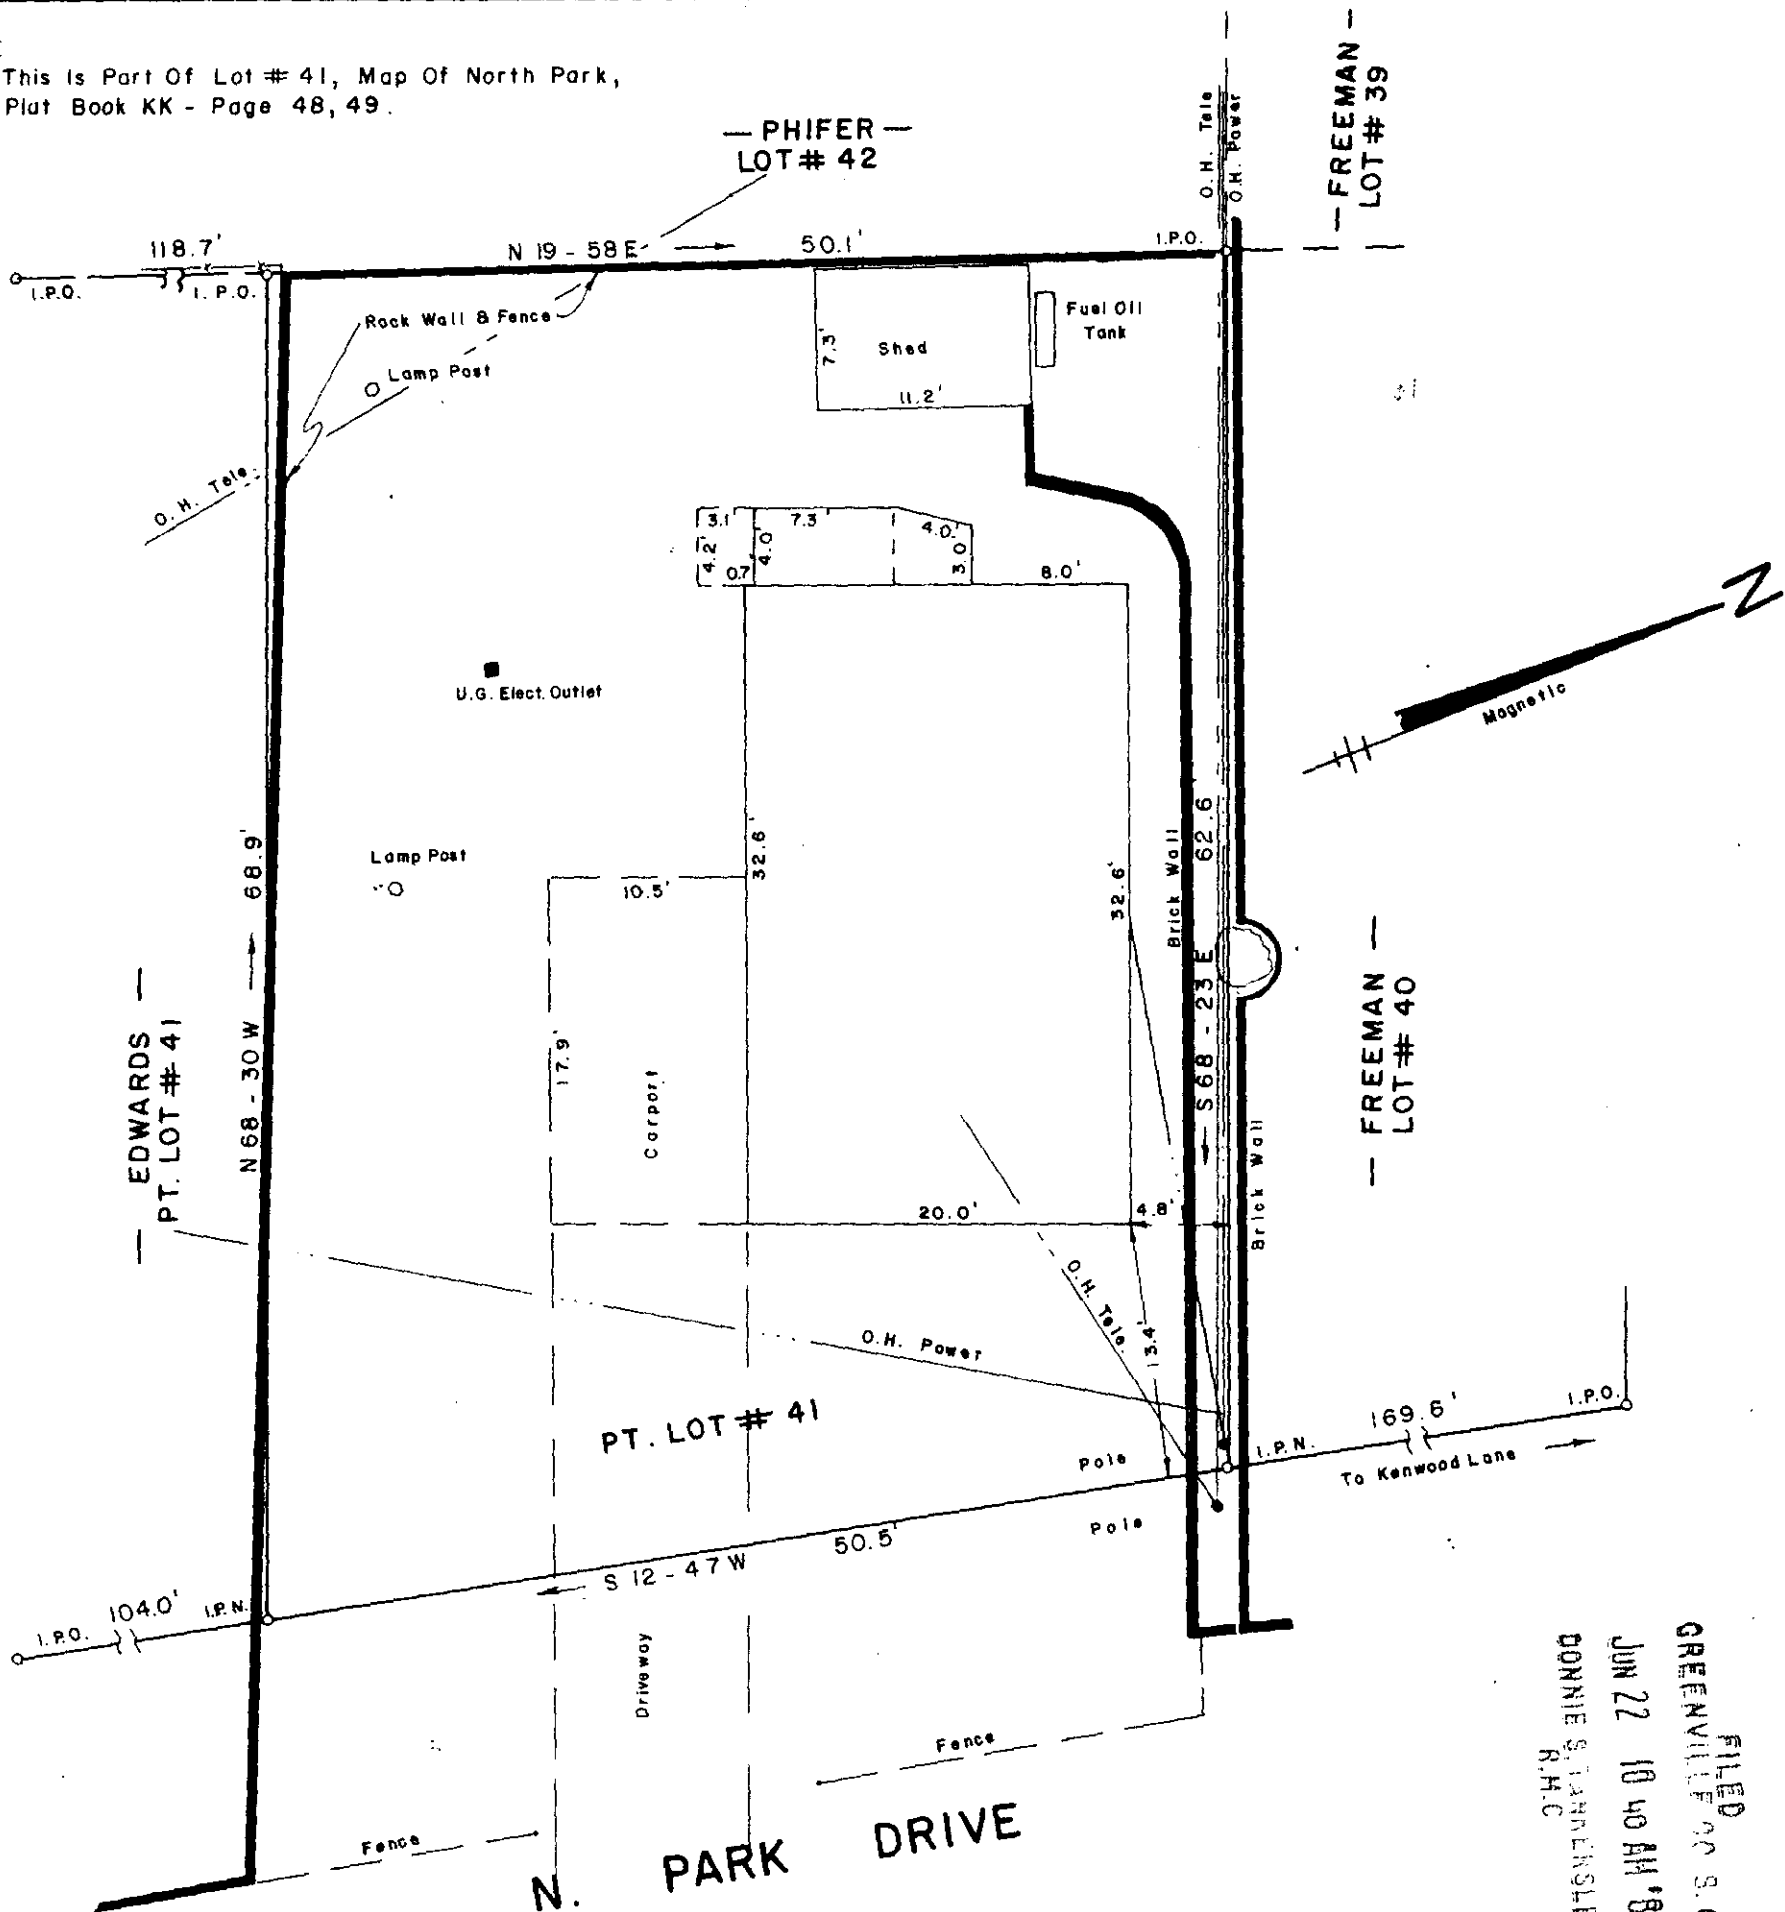 This Is Part Of Lot # 41, Map Of North Park,
Plat Book KK - Page 48, 49.
— PHIFER —
LOT # 42
— FREEMAN —
LOT # 39
O.H. Tele
O.H. Power
118.7'
N 19 - 58 E
50.1'
I.P.O.
I.P.O.
I.P.O.
Rock Wall & Fence
Lamp Post
O.H. Tele.
7.3'
Shed
11.2'
Fuel Oil
Tank
3.1'
7.3'
4.0'
4.2'
4.0'
3.0'
0.7
8.0'
N
Magnetic
U.G. Elect. Outlet
Lamp Post
68.9'
N 68 - 30 W
— EDWARDS —
PT. LOT # 41
10.5'
32.6'
32.6'
17.9'
Carport
Brick Wall
62.6'
S 68 - 23 E
Brick Wall
— FREEMAN —
LOT # 40
20.0'
4.8'
O.H. Tele.
13.4'
O.H. Power
PT. LOT # 41
Pole
Pole
I.P.N.
169.6'
I.P.O.
To Kenwood Lane
50.5'
S 12 - 47 W
I.P.O.
104.0'
I.P.N.
Driveway
Fence
Fence
N. PARK DRIVE
FILED
GREENVILLE CO. S.
JUN 22 10 40 AM '8
DONNIE S.
R.M.C